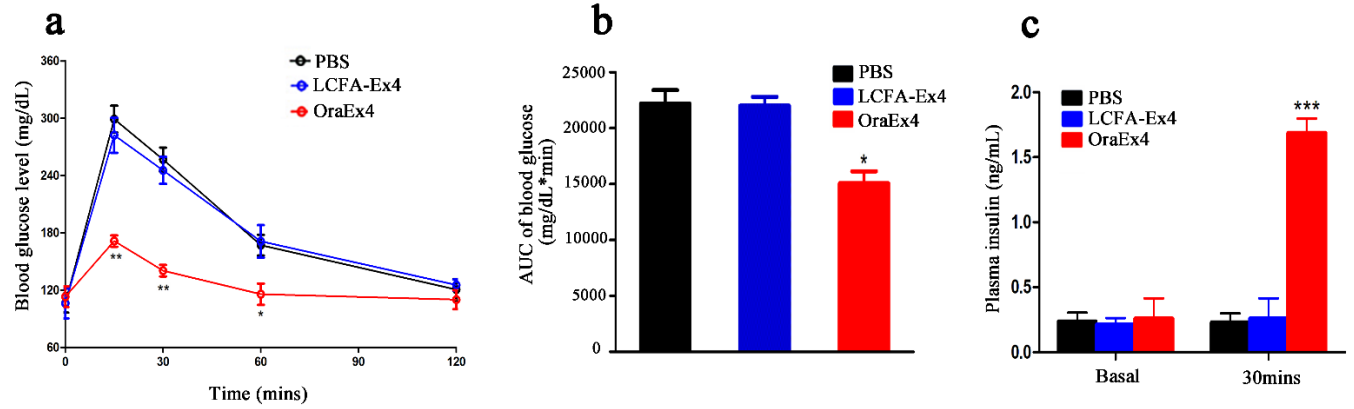 a
PBS
LCFA-Ex4
OraEx4
Blood glucose level (mg/dL)
360
300
240
180
120
60
**
**
*
0
30
60
90
120
Time (mins)
b
PBS
LCFA-Ex4
OraEx4
AUC of blood glucose
(mg/dL*min)
25000
20000
15000
10000
5000
0
*
c
PBS
LCFA-Ex4
OraEx4
Plasma insulin (ng/mL)
2.0
1.5
1.0
0.5
0.0
***
Basal
30mins